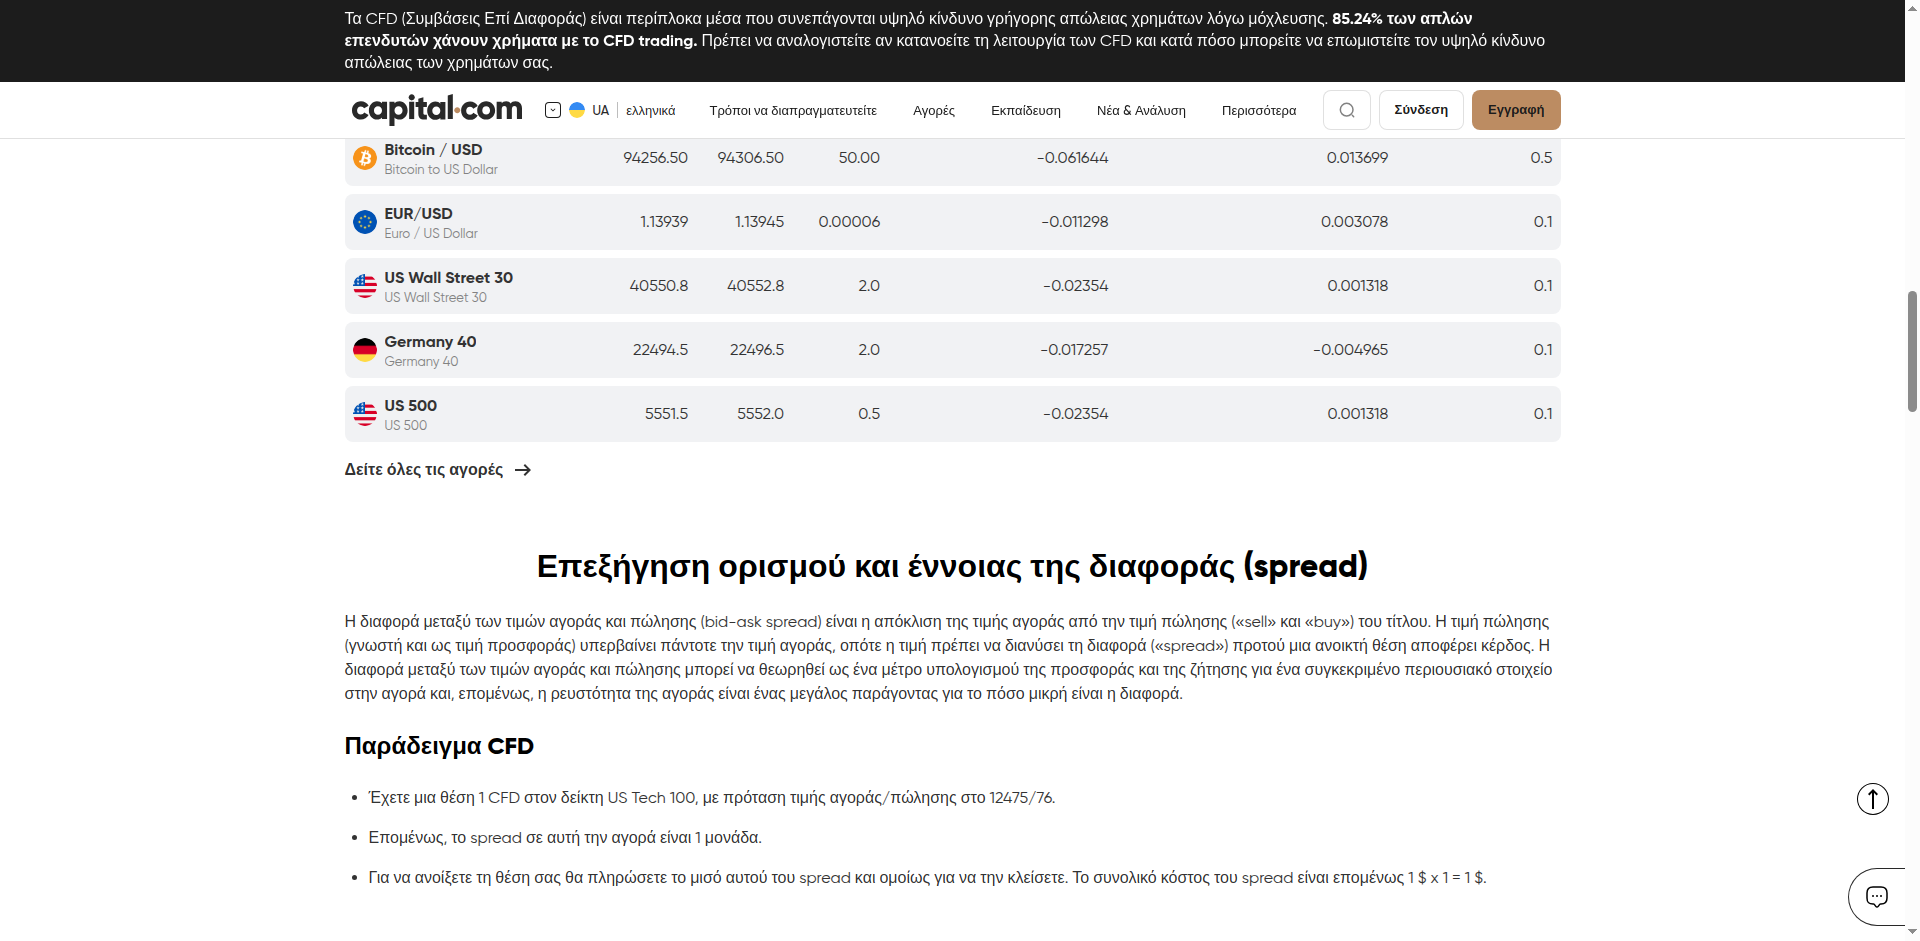 Τα CFD (Συμβάσεις Επί Διαφοράς) είναι περίπλοκα μέσα που συνεπάγονται υψηλό κίνδυνο γρήγορης απώλειας χρημάτων λόγω μόχλευσης. 85.24% των απλών
επενδυτών χάνουν χρήματα με το CFD trading. Πρέπει να αναλογιστείτε αν κατανοείτε τη λειτουργία των CFD και κατά πόσο μπορείτε να επωμιστείτε τον υψηλό κίνδυνο
απώλειας των χρημάτων σας.
capital.com UA ελληνικά Τρόποι να διαπραγματευτείτε Αγορές Εκπαίδευση Νέα & Ανάλυση Περισσότερα Σύνδεση Εγγραφή
Bitcoin / USD 94256.50 94306.50 50.00 -0.061644 0.013699 0.5
Bitcoin to US Dollar
EUR/USD 1.13939 1.13945 0.00006 -0.011298 0.003078 0.1
Euro / US Dollar
US Wall Street 30 40550.8 40552.8 2.0 -0.02354 0.001318 0.1
US Wall Street 30
Germany 40 22494.5 22496.5 2.0 -0.017257 -0.004965 0.1
Germany 40
US 500 5551.5 5552.0 0.5 -0.02354 0.001318 0.1
US 500
Δείτε όλες τις αγορές
Επεξήγηση ορισμού και έννοιας της διαφοράς (spread)
Η διαφορά μεταξύ των τιμών αγοράς και πώλησης (bid-ask spread) είναι η απόκλιση της τιμής αγοράς από την τιμή πώλησης («sell» και «buy») του τίτλου. Η τιμή πώλησης
(γνωστή και ως τιμή προσφοράς) υπερβαίνει πάντοτε την τιμή αγοράς, οπότε η τιμή πρέπει να διανύσει τη διαφορά («spread») προτού μια ανοικτή θέση αποφέρει κέρδος. Η
διαφορά μεταξύ των τιμών αγοράς και πώλησης μπορεί να θεωρηθεί ως ένα μέτρο υπολογισμού της προσφοράς και της ζήτησης για ένα συγκεκριμένο περιουσιακό στοιχείο
στην αγορά και, επομένως, η ρευστότητα της αγοράς είναι ένας μεγάλος παράγοντας για το πόσο μικρή είναι η διαφορά.
Παράδειγμα CFD
• Έχετε μια θέση 1 CFD στον δείκτη US Tech 100, με πρόταση τιμής αγοράς/πώλησης στο 12475/76.
• Επομένως, το spread σε αυτή την αγορά είναι 1 μονάδα.
• Για να ανοίξετε τη θέση σας θα πληρώσετε το μισό αυτού του spread και ομοίως για να την κλείσετε. Το συνολικό κόστος του spread είναι επομένως 1 $ x 1 = 1 $.